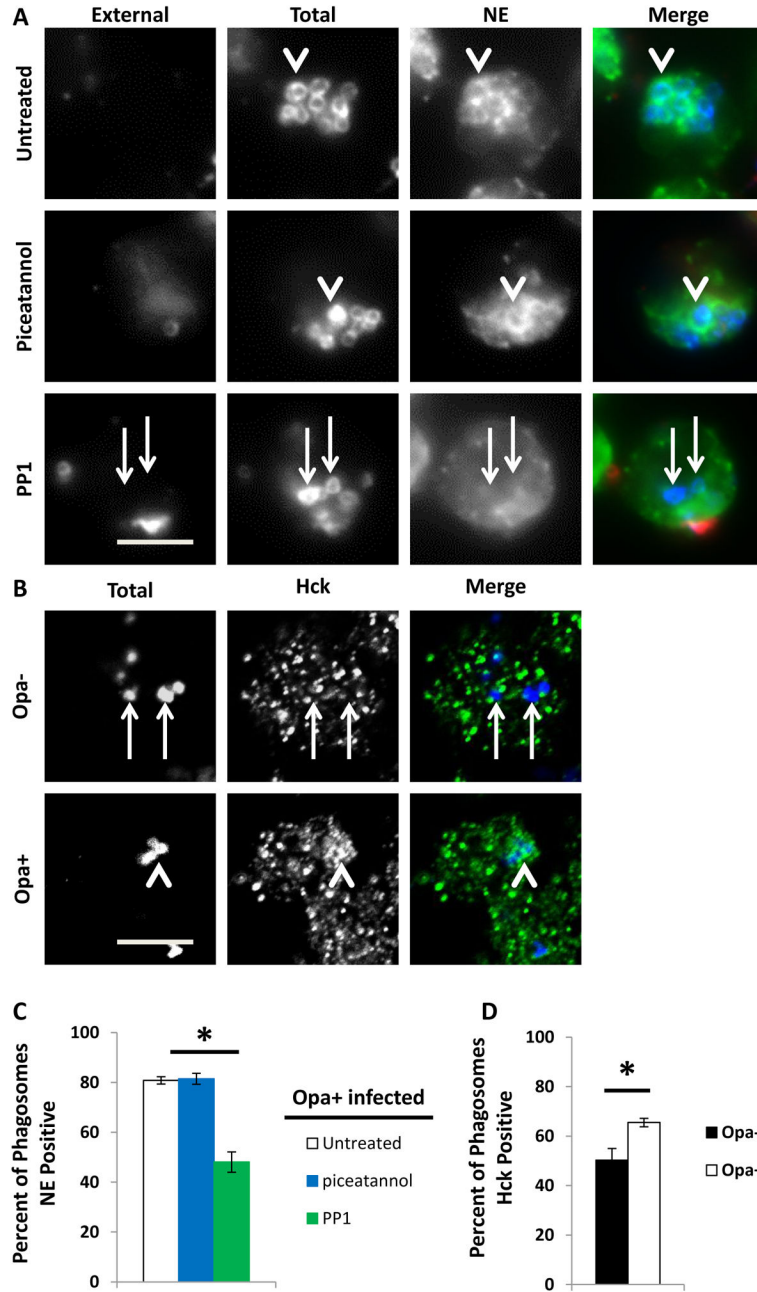 A
External
Total
NE
Merge
Untreated
Piceatannol
PP1
B
Total
Hck
Merge
Opa-
Opa+
C
Percent of Phagosomes
NE Positive
100
80
60
40
20
0
*
Opa+ infected
Untreated
piceatannol
PP1
D
Percent of Phagosomes
Hck Positive
100
80
60
40
20
0
*
Opa-
Opa-